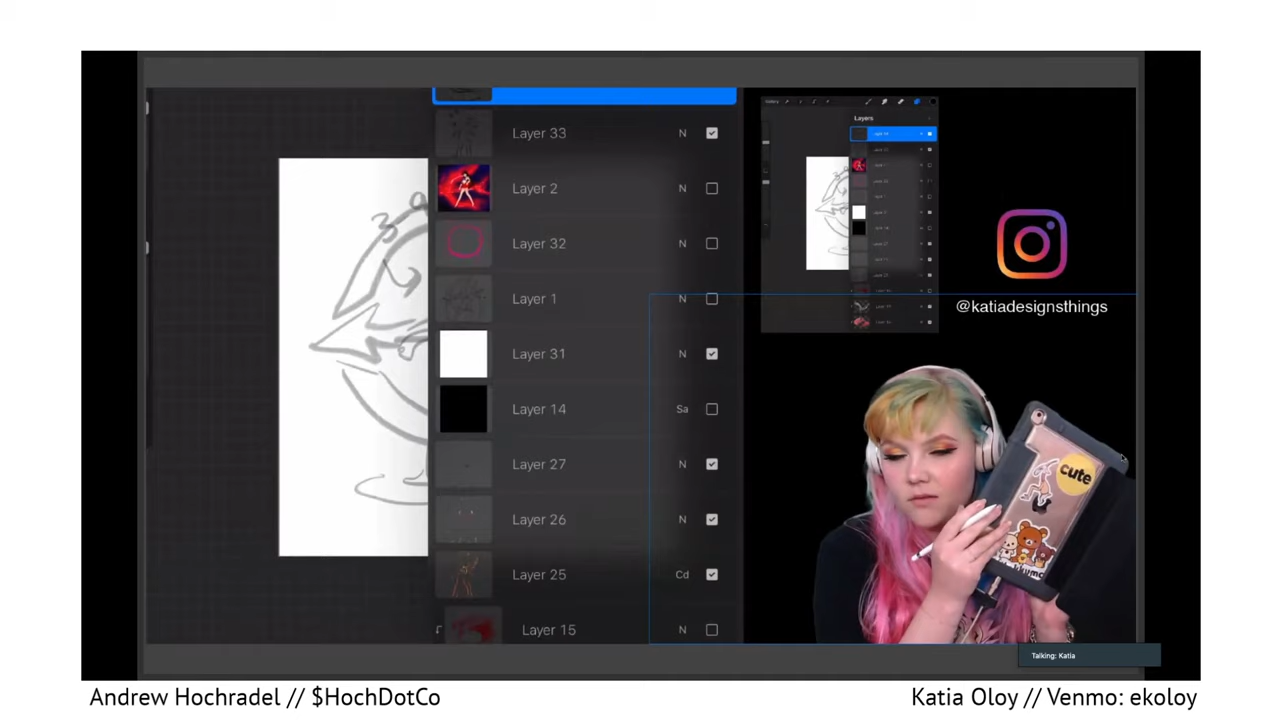 Layer 33 N
Layer 2 N
Layer 32 N
Layer 1 N
Layer 31 N
Layer 14 Sa
Layer 27 N
Layer 26 N
Layer 25 Cd
Layer 15 N
Layers
@katiadesignsthings
cute
Talking: Katia
Andrew Hochradel // $HochDotCo
Katia Oloy // Venmo: ekoloy